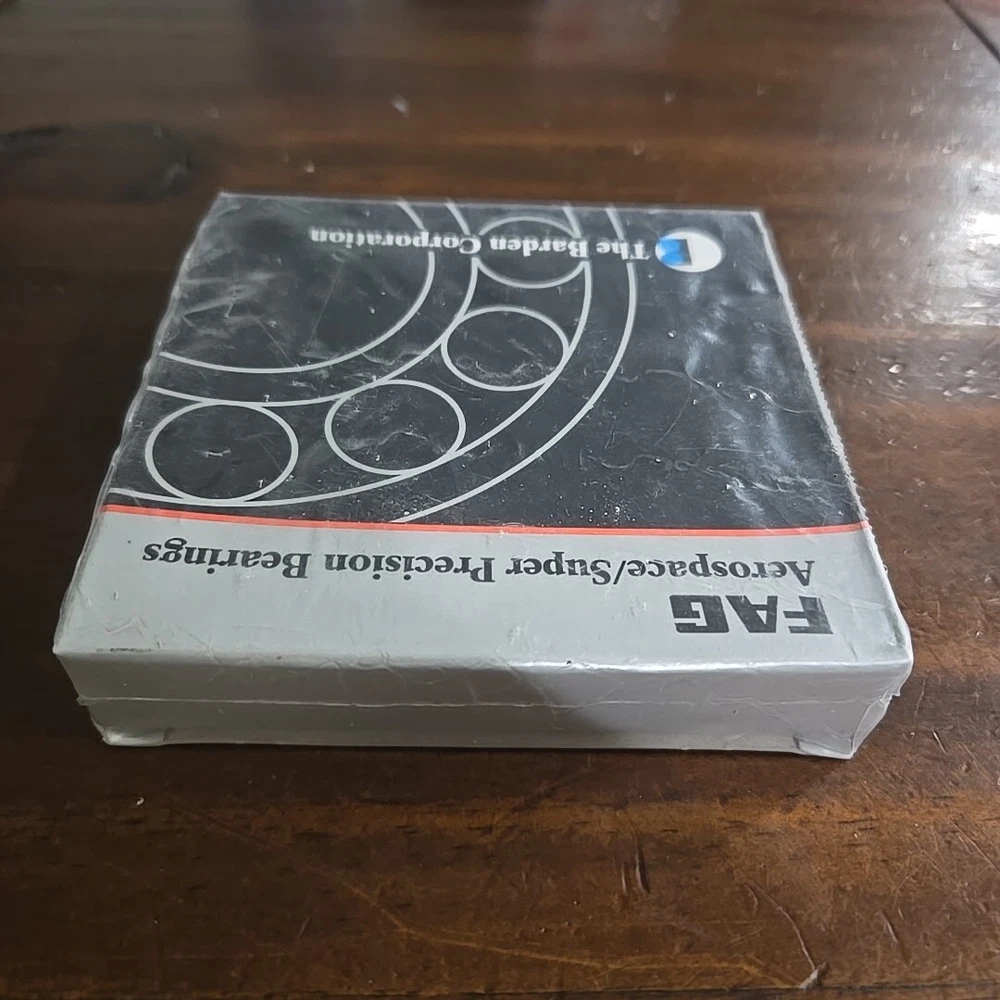 FAG
Aerospace/Super Precision Bearings
The Barden Corporation